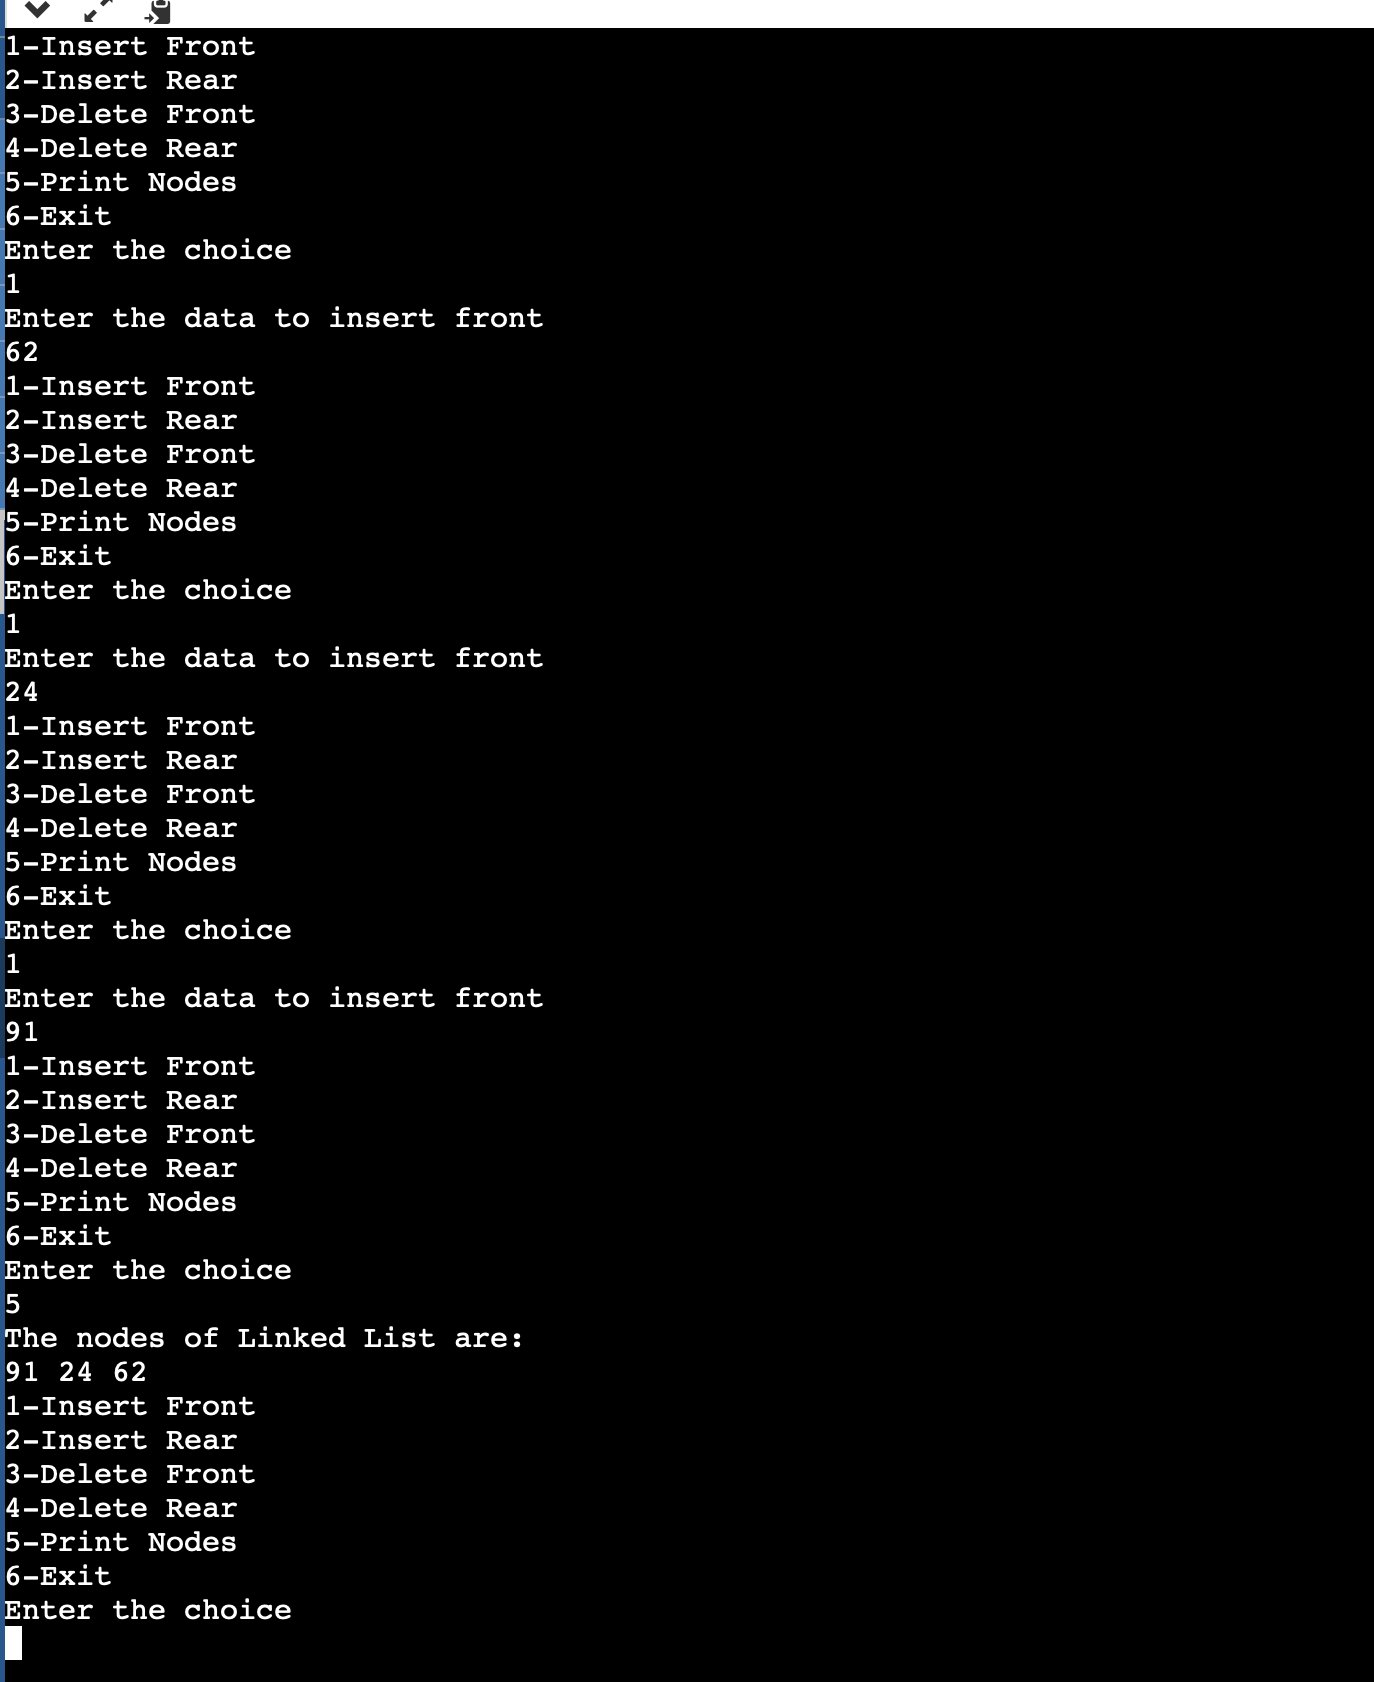 1-Insert Front
2-Insert Rear
3-Delete Front
4-Delete Rear
5-Print Nodes
6-Exit
Enter the choice
1
Enter the data to insert front
62
1-Insert Front
2-Insert Rear
3-Delete Front
4-Delete Rear
5-Print Nodes
6-Exit
Enter the choice
1
Enter the data to insert front
24
1-Insert Front
2-Insert Rear
3-Delete Front
4-Delete Rear
5-Print Nodes
6-Exit
Enter the choice
1
Enter the data to insert front
91
1-Insert Front
2-Insert Rear
3-Delete Front
4-Delete Rear
5-Print Nodes
6-Exit
Enter the choice
5
The nodes of Linked List are:
91 24 62
1-Insert Front
2-Insert Rear
3-Delete Front
4-Delete Rear
5-Print Nodes
6-Exit
Enter the choice